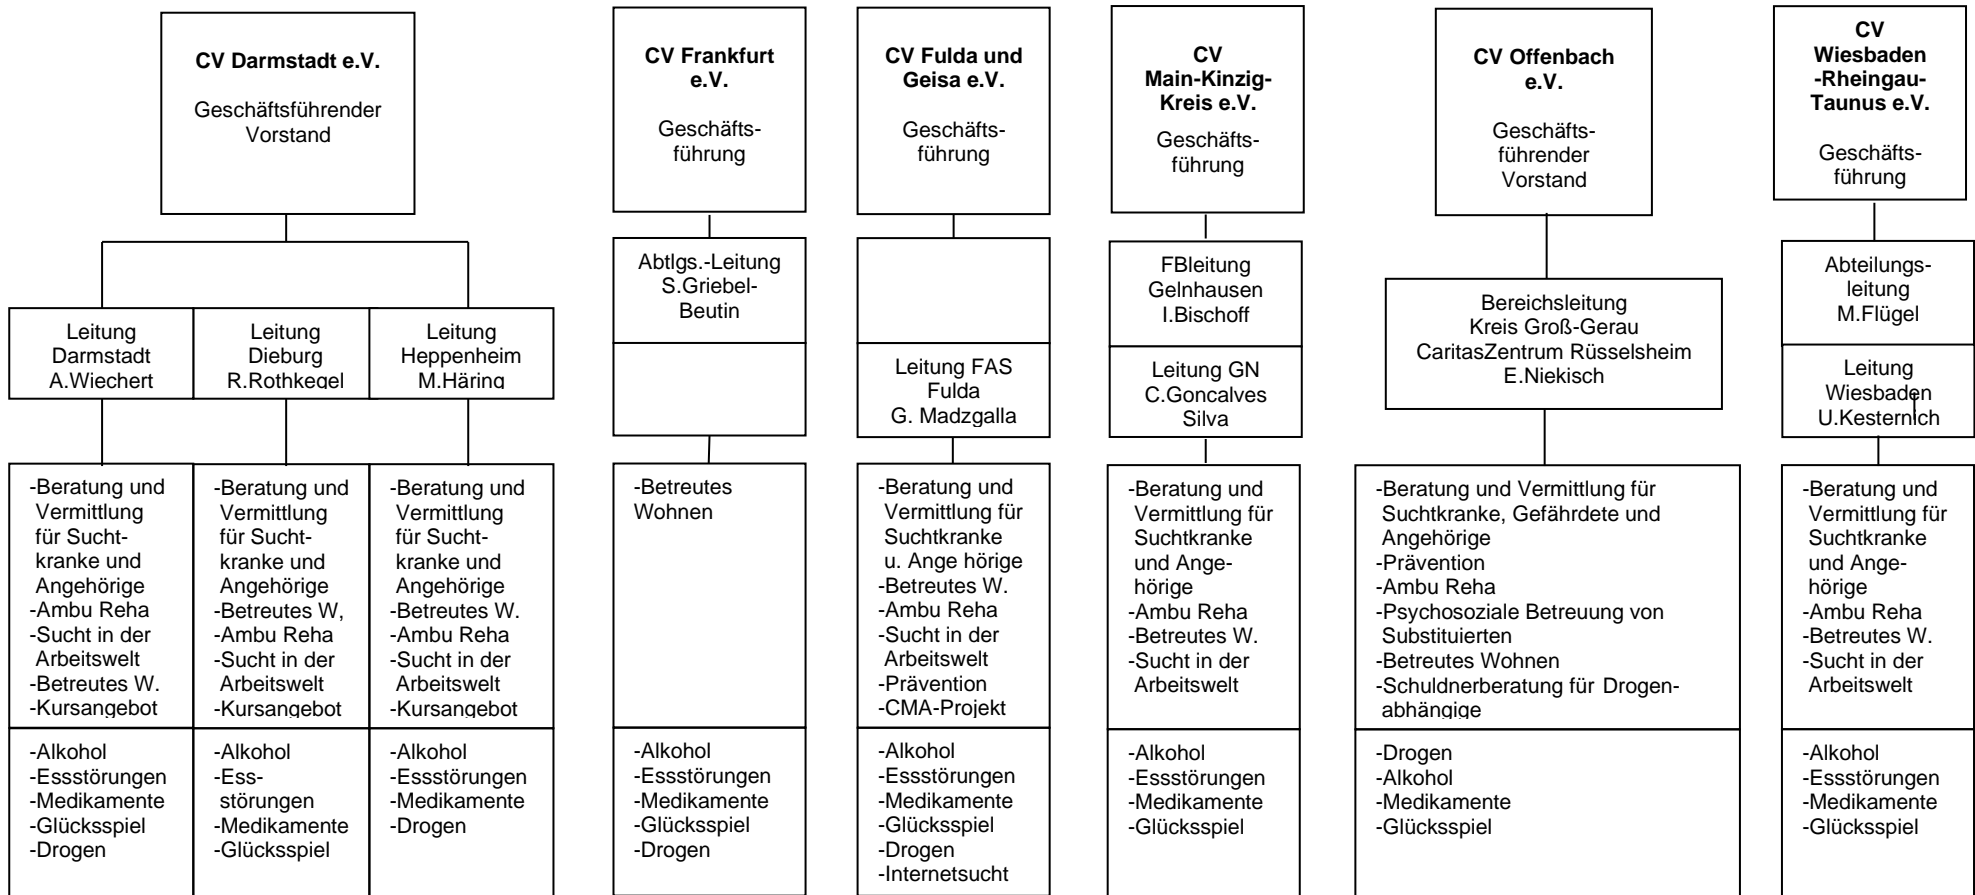 CV Darmstadt e.V.
Geschäftsführender
Vorstand
Leitung
Darmstadt
A.Wiechert
Leitung
Dieburg
R.Rothkegel
Leitung
Heppenheim
M.Häring
-Beratung und
Vermittlung
für Sucht-
kranke und
Angehörige
-Ambu Reha
-Sucht in der
Arbeitswelt
-Betreutes W.
-Kursangebot
-Beratung und
Vermittlung
für Sucht-
kranke und
Angehörige
-Betreutes W,
-Ambu Reha
-Sucht in der
Arbeitswelt
-Kursangebot
-Beratung und
Vermittlung
für Sucht-
kranke und
Angehörige
-Betreutes W.
-Ambu Reha
-Sucht in der
Arbeitswelt
-Kursangebot
-Alkohol
-Essstörungen
-Medikamente
-Glücksspiel
-Drogen
-Alkohol
-Ess-
störungen
-Medikamente
-Glücksspiel
-Alkohol
-Essstörungen
-Medikamente
-Drogen
CV Frankfurt
e.V.
Geschäfts-
führung
Abtlgs.-Leitung
S.Griebel-
Beutin
-Betreutes
Wohnen
-Alkohol
-Essstörungen
-Medikamente
-Glücksspiel
-Drogen
CV Fulda und
Geisa e.V.
Geschäfts-
führung
Leitung FAS
Fulda
G. Madzgalla
-Beratung und
Vermittlung für
Suchtkranke
u. Ange hörige
-Betreutes W.
-Ambu Reha
-Sucht in der
Arbeitswelt
-Prävention
-CMA-Projekt
-Alkohol
-Essstörungen
-Medikamente
-Glücksspiel
-Drogen
-Internetsucht
CV
Main-Kinzig-
Kreis e.V.
Geschäfts-
führung
FBleitung
Gelnhausen
I.Bischoff
Leitung GN
C.Goncalves
Silva
-Beratung und
Vermittlung für
Suchtkranke
und Ange-
hörige
-Ambu Reha
-Betreutes W.
-Sucht in der
Arbeitswelt
-Alkohol
-Essstörungen
-Medikamente
-Glücksspiel
CV Offenbach
e.V.
Geschäfts-
führender
Vorstand
Bereichsleitung
Kreis Groß-Gerau
CaritasZentrum Rüsselsheim
E.Niekisch
-Beratung und Vermittlung für
Suchtkranke, Gefährdete und
Angehörige
-Prävention
-Ambu Reha
-Psychosoziale Betreuung von
Substituierten
-Betreutes Wohnen
-Schuldnerberatung für Drogen-
abhängige
-Drogen
-Alkohol
-Medikamente
-Glücksspiel
CV
Wiesbaden
-Rheingau-
Taunus e.V.
Geschäfts-
führung
Abteilungs-
leitung
M.Flügel
Leitung
Wiesbaden
U.Kesternich
-Beratung und
Vermittlung für
Suchtkranke
und Ange-
hörige
-Ambu Reha
-Betreutes W.
-Sucht in der
Arbeitswelt
-Alkohol
-Essstörungen
-Medikamente
-Glücksspiel